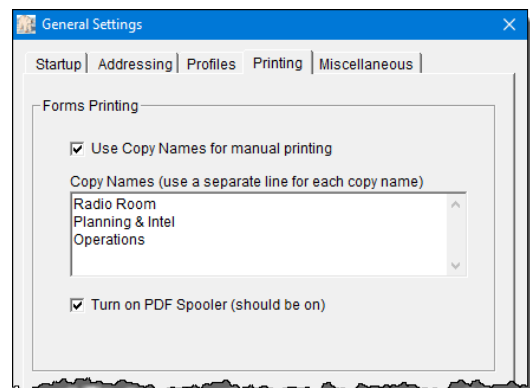 General Settings
Startup Addressing Profiles Printing Miscellaneous
Forms Printing
Use Copy Names for manual printing
Copy Names (use a separate line for each copy name)
Radio Room
Planning & Intel
Operations
Turn on PDF Spooler (should be on)